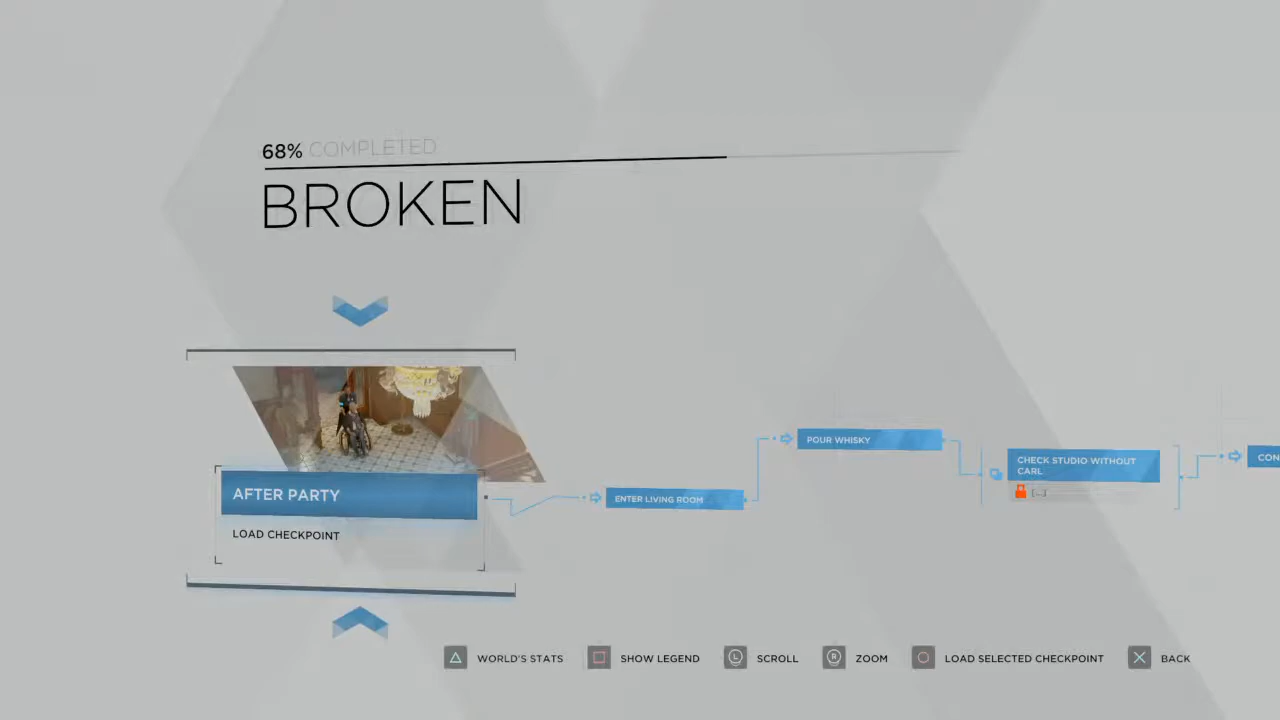 68% COMPLETED
BROKEN
AFTER PARTY
LOAD CHECKPOINT
ENTER LIVING ROOM
POUR WHISKY
CHECK STUDIO WITHOUT
CARL
[...]
CON
WORLD'S STATS
SHOW LEGEND
L
SCROLL
R
ZOOM
LOAD SELECTED CHECKPOINT
BACK